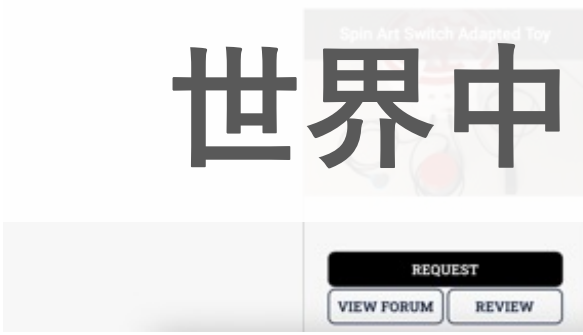 Spin Art Switch Adapted Toy
世界中
REQUEST
VIEW FORUM REVIEW